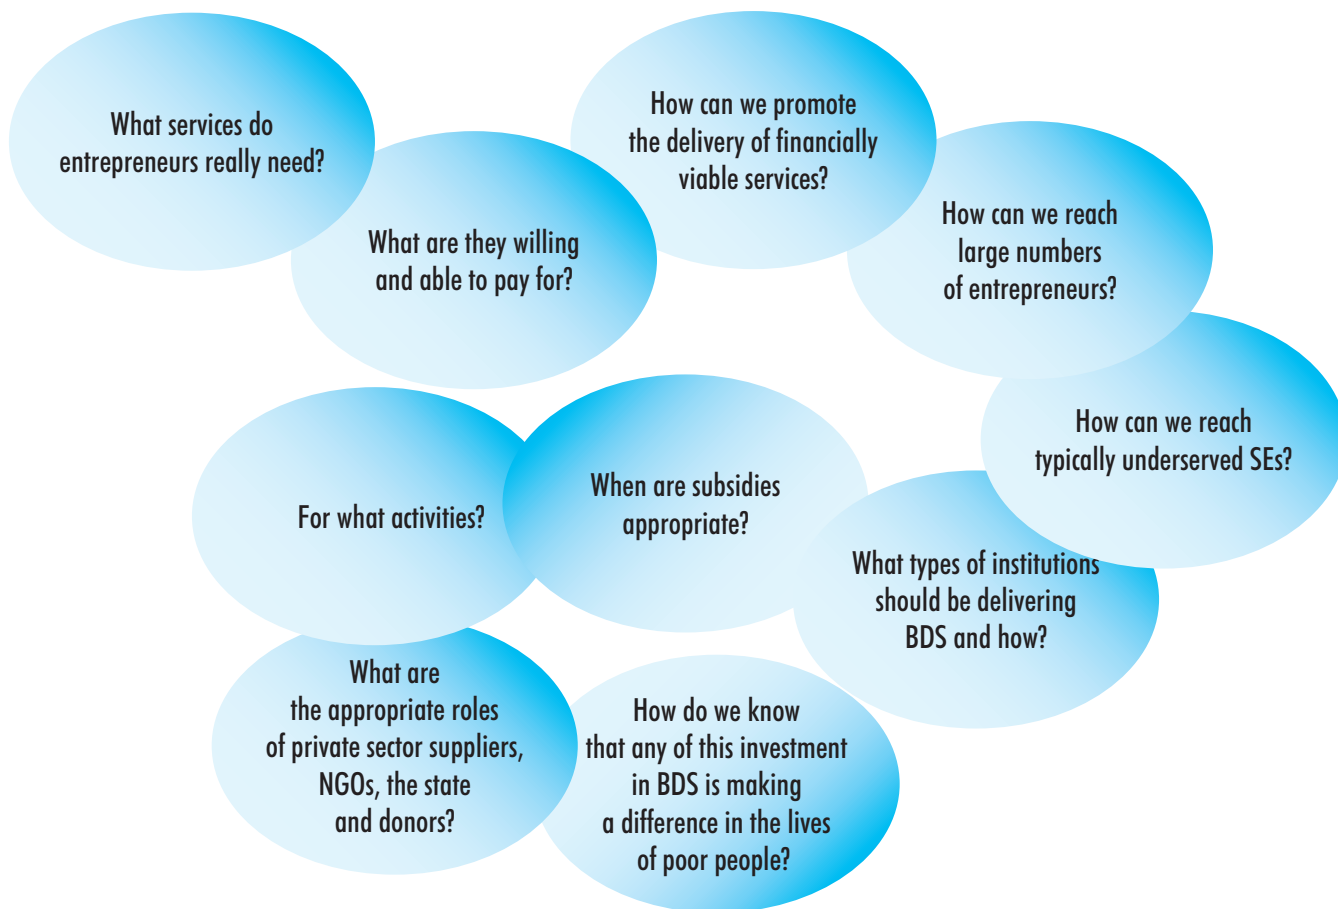 What services do
entrepreneurs really need?
What are they willing
and able to pay for?
How can we promote
the delivery of financially
viable services?
How can we reach
large numbers
of entrepreneurs?
How can we reach
typically underserved SEs?
What types of institutions
should be delivering
BDS and how?
When are subsidies
appropriate?
For what activities?
What are
the appropriate roles
of private sector suppliers,
NGOs, the state
and donors?
How do we know
that any of this investment
in BDS is making
a difference in the lives
of poor people?